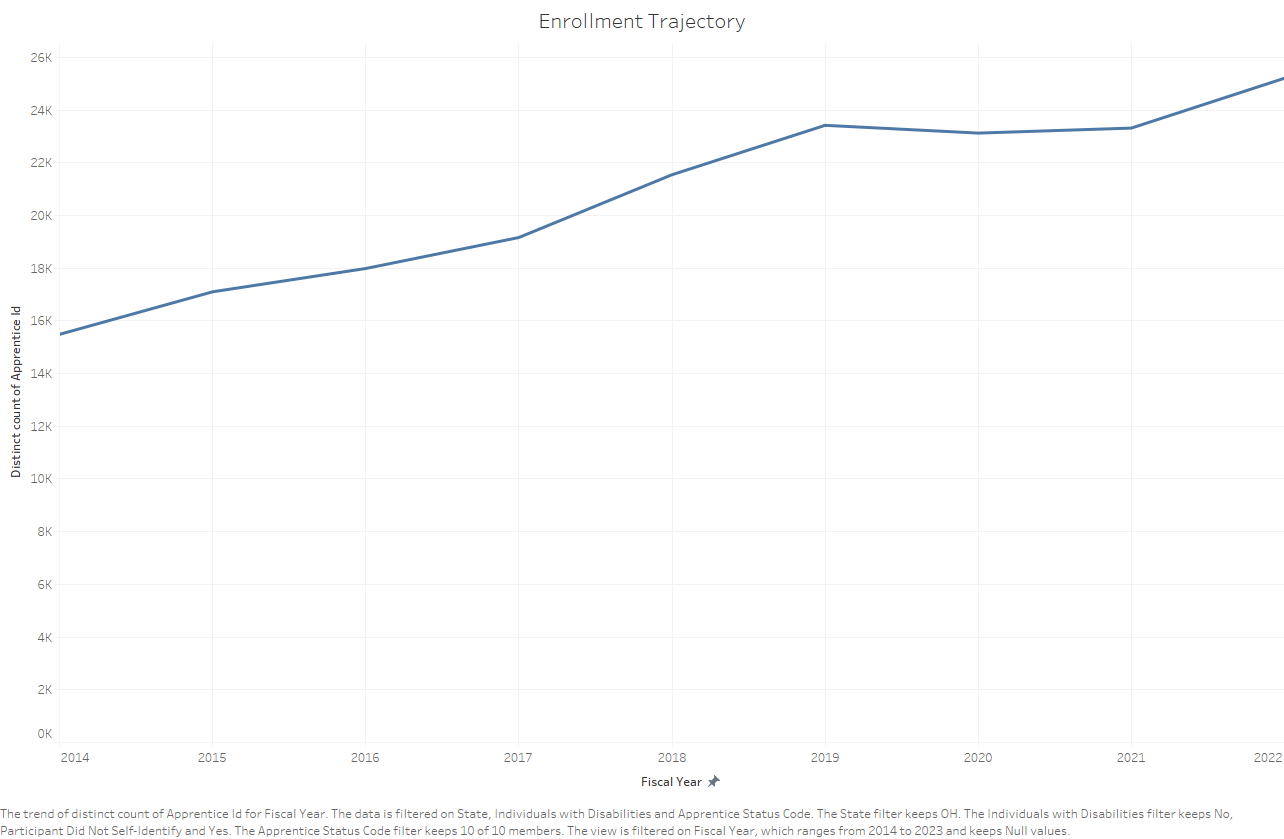 Enrollment Trajectory
26K
24K
22K
20K
18K
16K
14K
12K
10K
8K
6K
4K
2K
0K
Distinct count of Apprentice Id
2014 2015 2016 2017 2018 2019 2020 2021 2022
Fiscal Year
The trend of distinct count of Apprentice Id for Fiscal Year. The data is filtered on State, Individuals with Disabilities and Apprentice Status Code. The State filter keeps OH. The Individuals with Disabilities filter keeps No,
Participant Did Not Self-Identify and Yes. The Apprentice Status Code filter keeps 10 of 10 members. The view is filtered on Fiscal Year, which ranges from 2014 to 2023 and keeps Null values.